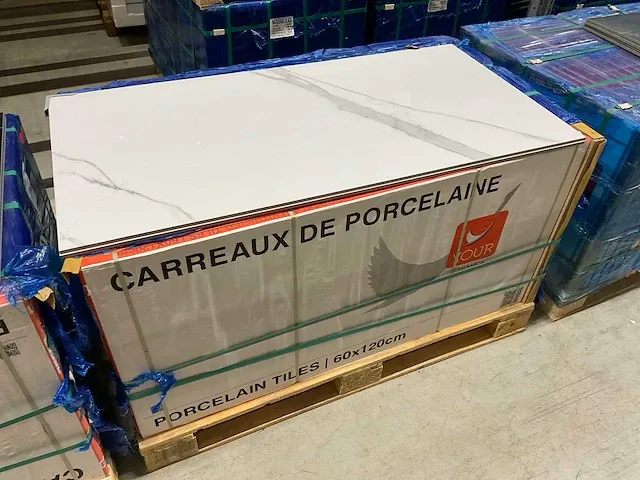 CARREAUX DE PORCELAINE
YOUR
PORCELAIN TILES | 60x120cm